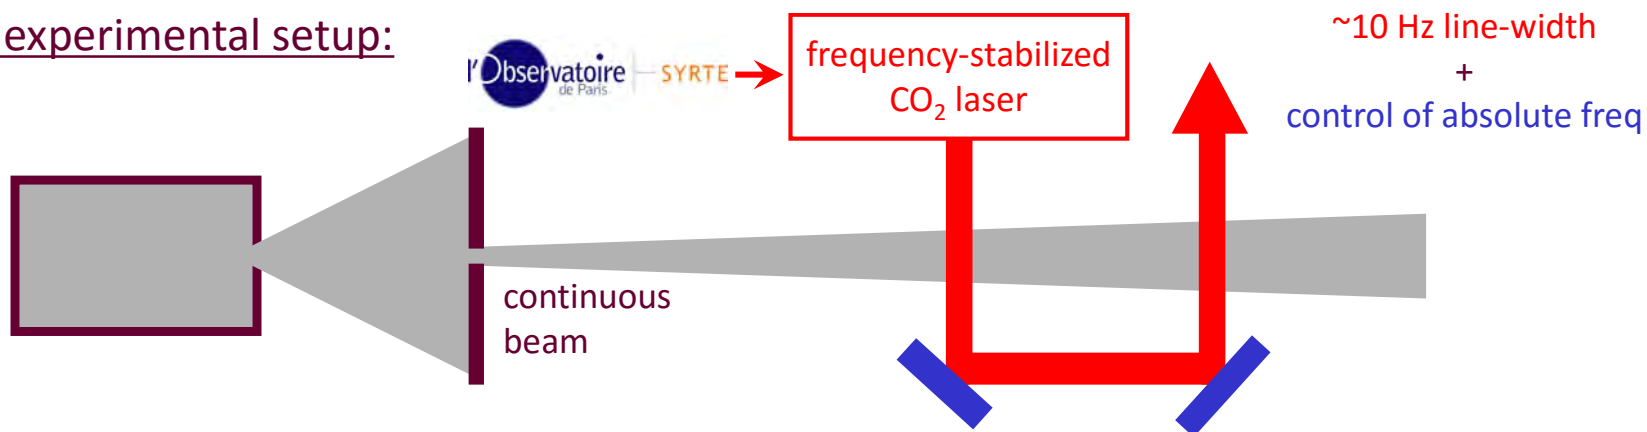 experimental setup:
l'Observatoire
de Paris
SYRTE
frequency-stabilized
CO₂ laser
~10 Hz line-width
+
control of absolute freq
continuous
beam